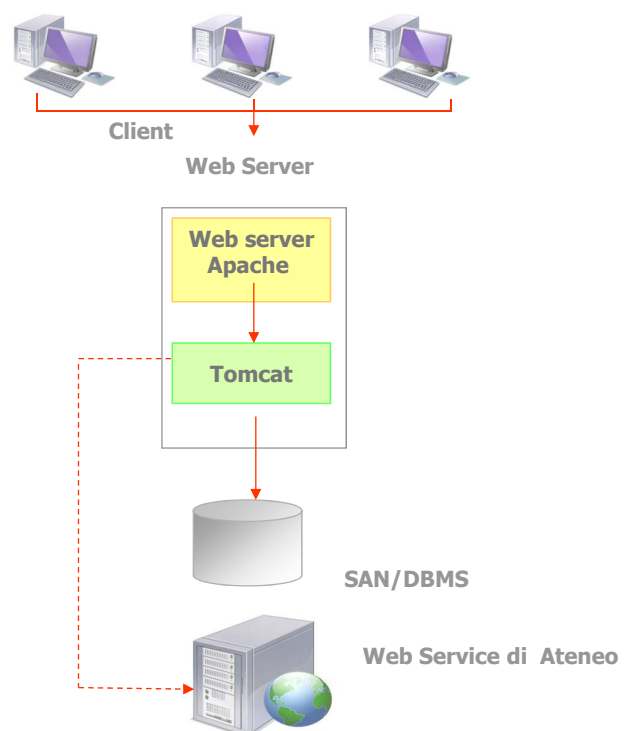 Client
Web Server
Web server
Apache
Tomcat
SAN/DBMS
Web Service di Ateneo